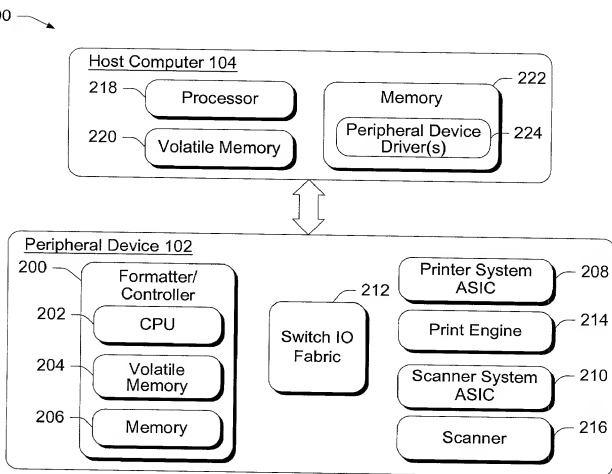 Host Computer 104
218
Processor
220
Volatile Memory
Memory
222
Peripheral Device
Driver(s)
224
Peripheral Device 102
200
Formatter/
Controller
202
CPU
204
Volatile
Memory
206
Memory
212
Switch IO
Fabric
Printer System
ASIC
208
Print Engine
214
Scanner System
ASIC
210
Scanner
216